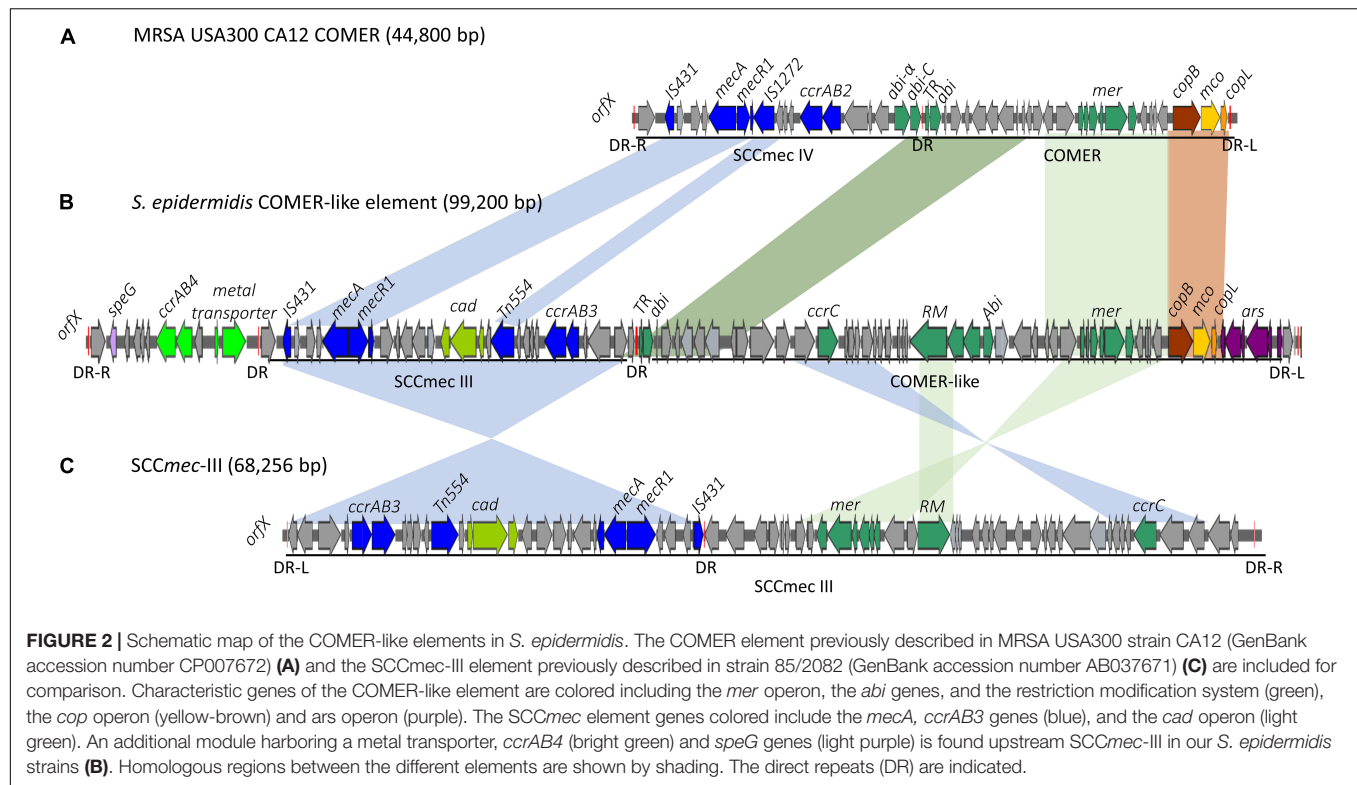 A MRSA USA300 CA12 COMER (44,800 bp)
orfX IS431 mecA mecR1 IS1272 ccrAB2 abi-α abi-C TR abi mer copB mco copL
DR-R SCCmec IV DR COMER DR-L
B S. epidermidis COMER-like element (99,200 bp)
orfX speG ccrAB4 metal transporter IS431 mecA mecR1 cad Tn554 ccrAB3 TR abi ccrC RM Abi mer copB mco copL ars
DR-R DR SCCmec III DR COMER-like DR-L
C SCCmec-III (68,256 bp)
orfX ccrAB3 Tn554 cad mecA mecR1 IS431 mer RM ccrC
DR-L DR DR-R
SCCmec III
FIGURE 2 | Schematic map of the COMER-like elements in S. epidermidis. The COMER element previously described in MRSA USA300 strain CA12 (GenBank
accession number CP007672) (A) and the SCCmec-III element previously described in strain 85/2082 (GenBank accession number AB037671) (C) are included for
comparison. Characteristic genes of the COMER-like element are colored including the mer operon, the abi genes, and the restriction modification system (green),
the cop operon (yellow-brown) and ars operon (purple). The SCCmec element genes colored include the mecA, ccrAB3 genes (blue), and the cad operon (light
green). An additional module harboring a metal transporter, ccrAB4 (bright green) and speG genes (light purple) is found upstream SCCmec-III in our S. epidermidis
strains (B). Homologous regions between the different elements are shown by shading. The direct repeats (DR) are indicated.